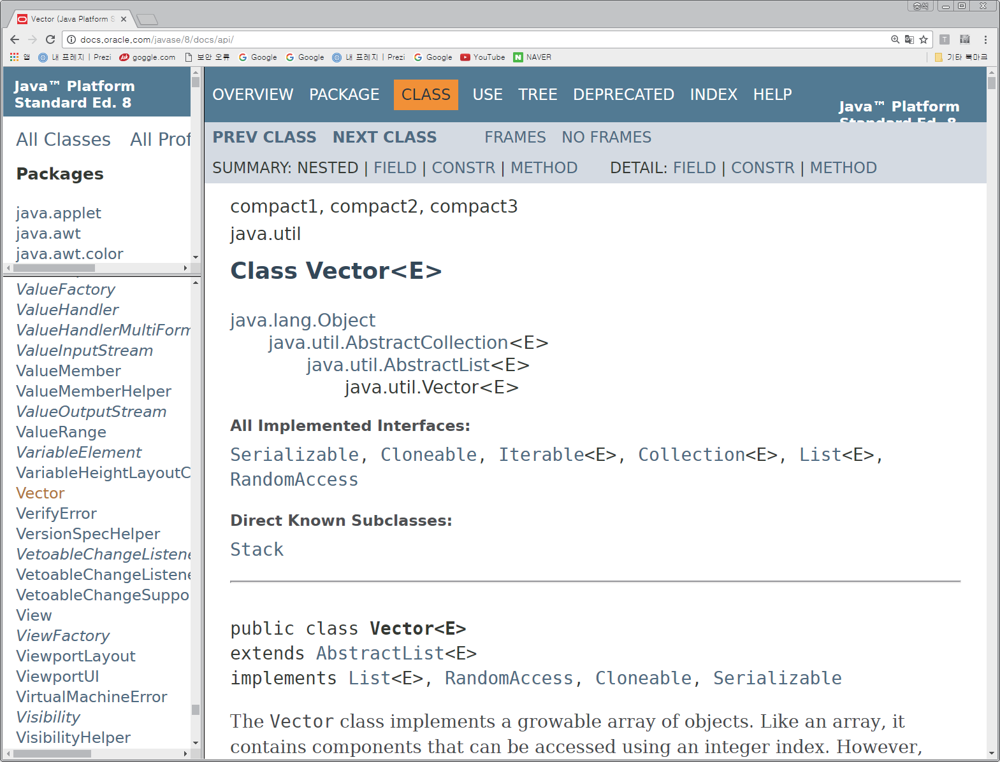 충석
Vector (Java Platform S
docs.oracle.com/javase/8/docs/api/
앱 내 프레지 | Prezi goggle.com 보안 오류 Google Google 내 프레지 | Prezi Google YouTube NAVER 기타 북마크
Java™ Platform
Standard Ed. 8
All Classes All Prof
Packages
java.applet
java.awt
java.awt.color
ValueFactory
ValueHandler
ValueHandlerMultiForm
ValueInputStream
ValueMember
ValueMemberHelper
ValueOutputStream
ValueRange
VariableElement
VariableHeightLayoutC
Vector
VerifyError
VersionSpecHelper
VetoableChangeListene
VetoableChangeListene
VetoableChangeSuppo
View
ViewFactory
ViewportLayout
ViewportUI
VirtualMachineError
Visibility
VisibilityHelper
OVERVIEW PACKAGE CLASS USE TREE DEPRECATED INDEX HELP
Java™ Platform
Standard Ed. 8
PREV CLASS NEXT CLASS FRAMES NO FRAMES
SUMMARY: NESTED | FIELD | CONSTR | METHOD DETAIL: FIELD | CONSTR | METHOD
compact1, compact2, compact3
java.util
Class Vector<E>
java.lang.Object
java.util.AbstractCollection<E>
java.util.AbstractList<E>
java.util.Vector<E>
All Implemented Interfaces:
Serializable, Cloneable, Iterable<E>, Collection<E>, List<E>,
RandomAccess
Direct Known Subclasses:
Stack
public class Vector<E>
extends AbstractList<E>
implements List<E>, RandomAccess, Cloneable, Serializable
The Vector class implements a growable array of objects. Like an array, it
contains components that can be accessed using an integer index. However,